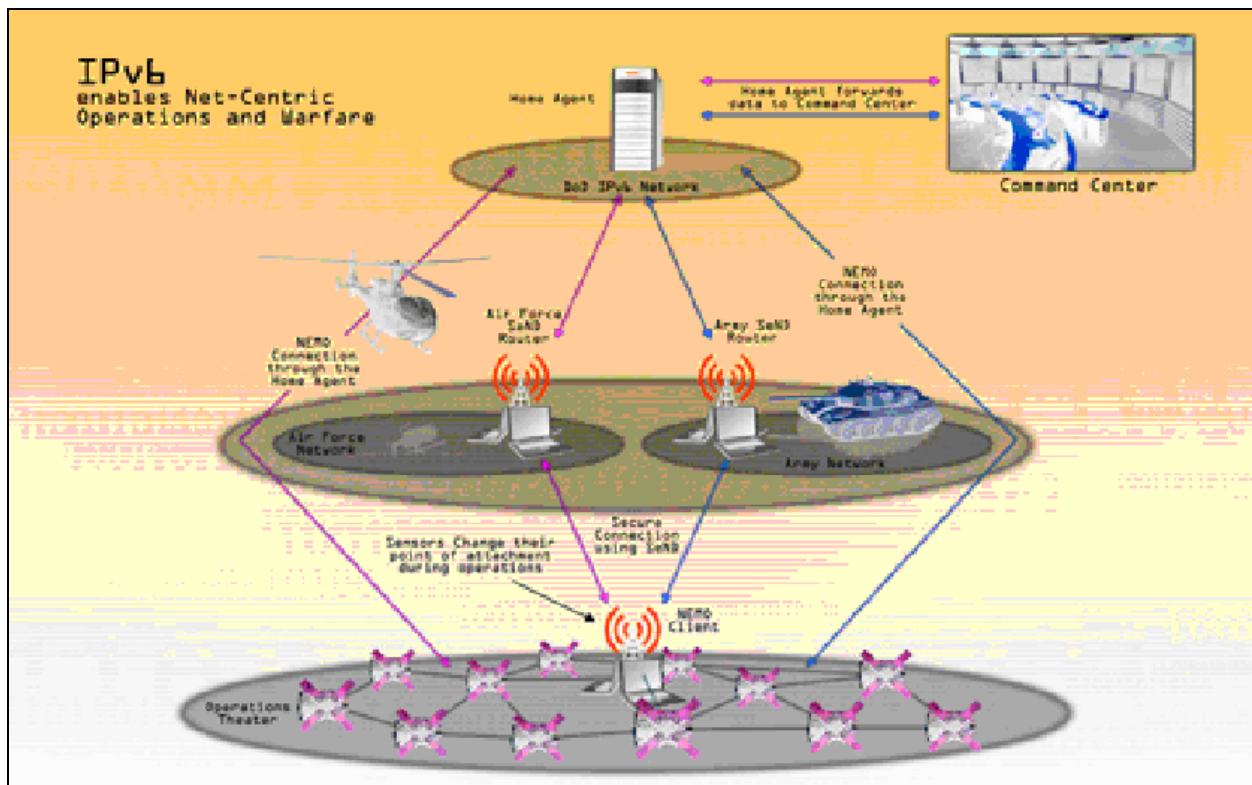 IPv6
enables Net-Centric
Operations and Warfare
Home Agent
Home Agent forwards
data to Command Center
Command Center
DoD IPv6 Network
NEMO
Connection
through the
Home Agent
Air Force
SeND
Router
Army SeND
Router
NEMO
Connection
through the
Home Agent
Air Force
Network
Army Network
Sensors Change their
point of attachment
during operations
Secure
Connection
using SeND
NEMO
Client
Operations
Theater